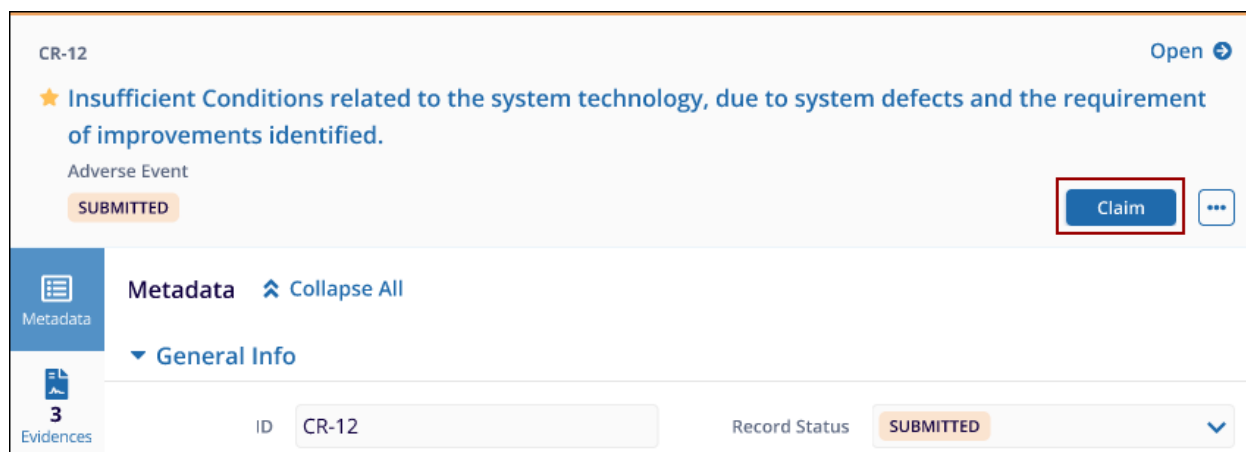 CR-12
Open
Insufficient Conditions related to the system technology, due to system defects and the requirement
of improvements identified.
Adverse Event
SUBMITTED
Claim
Metadata
Metadata
Collapse All
General Info
3
Evidences
ID
CR-12
Record Status
SUBMITTED